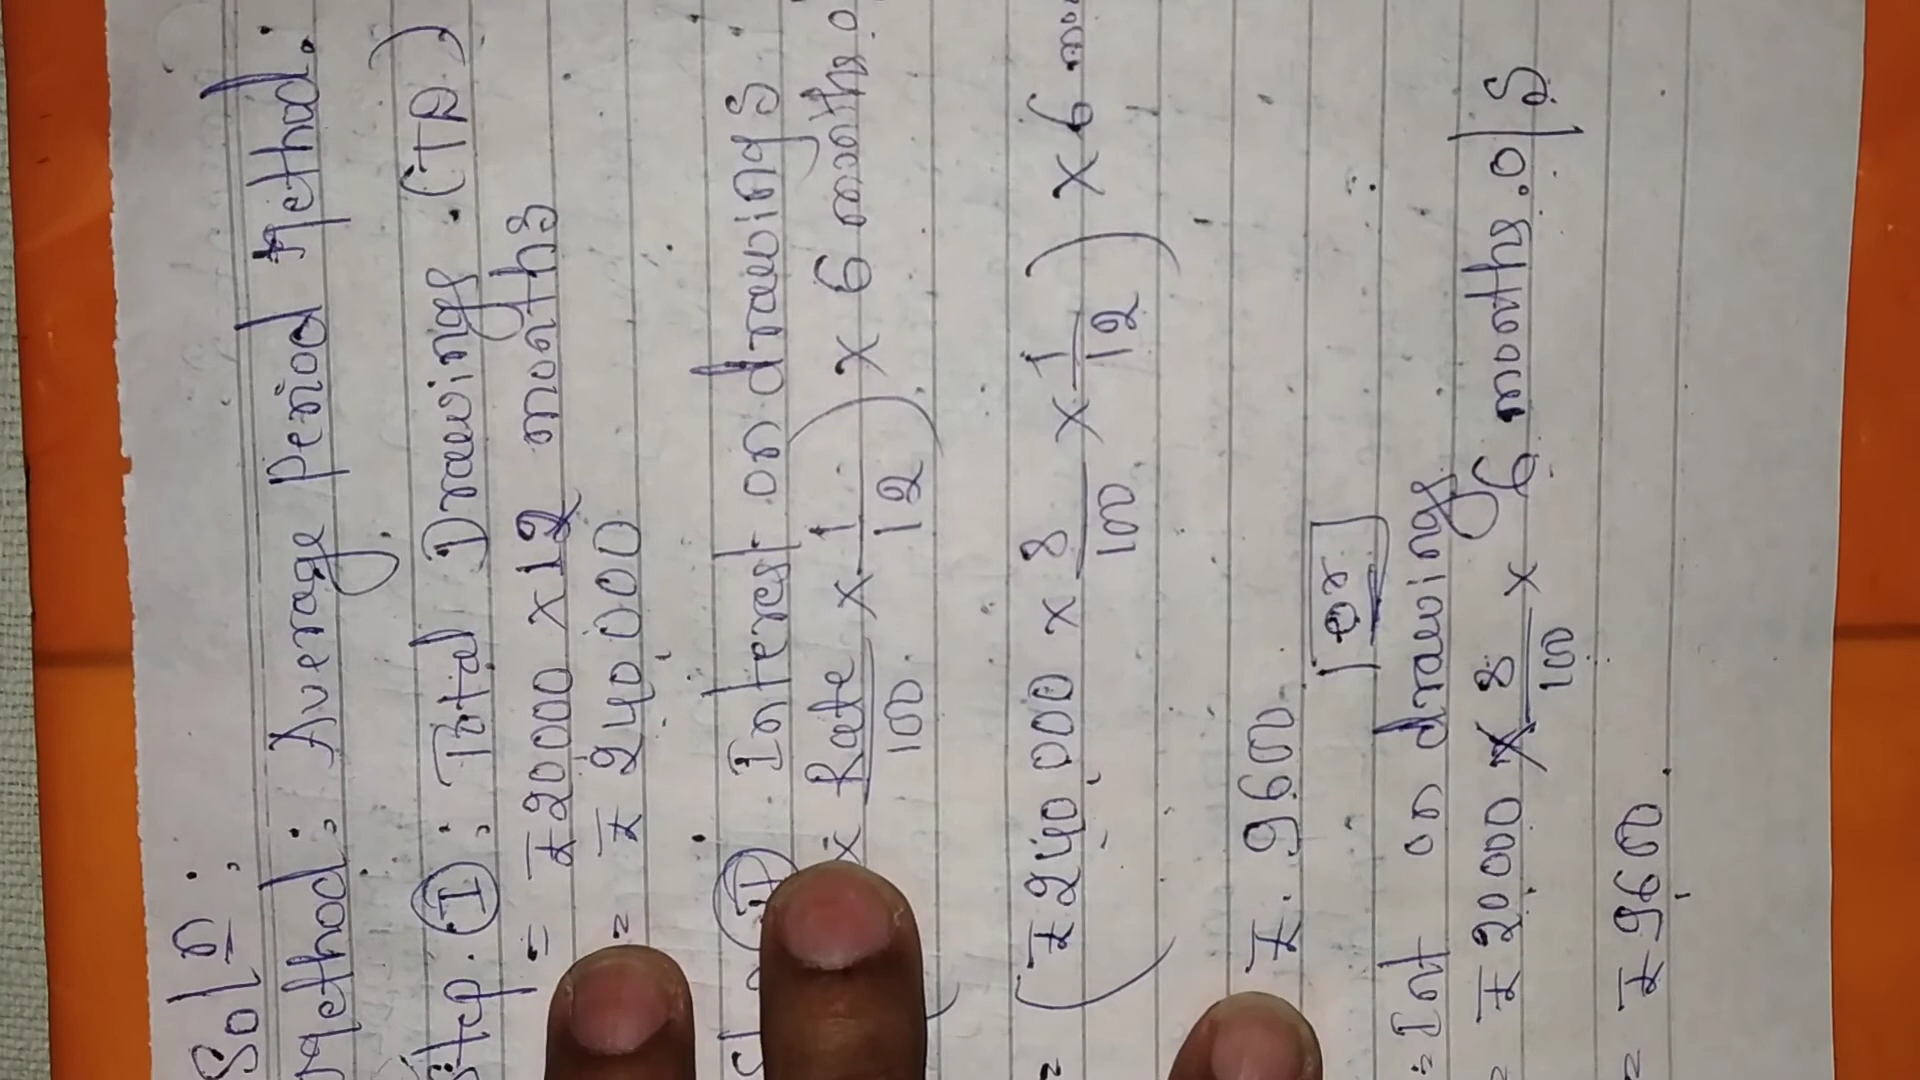 Sol n :
Method : Average Period Method :
Step. I : Total Drawings (TD)
= ₹20000 × 12 months
= ₹ 240000
II Interest on drawings
× Rate/100 × 1/12 ) × 6 months.
= ( ₹240000 × 8/100 × 1/12 ) × 6
₹. 9600
or
= Int on drawings
= ₹ 20000 × 8/100 × 6 months.
= ₹ 9600